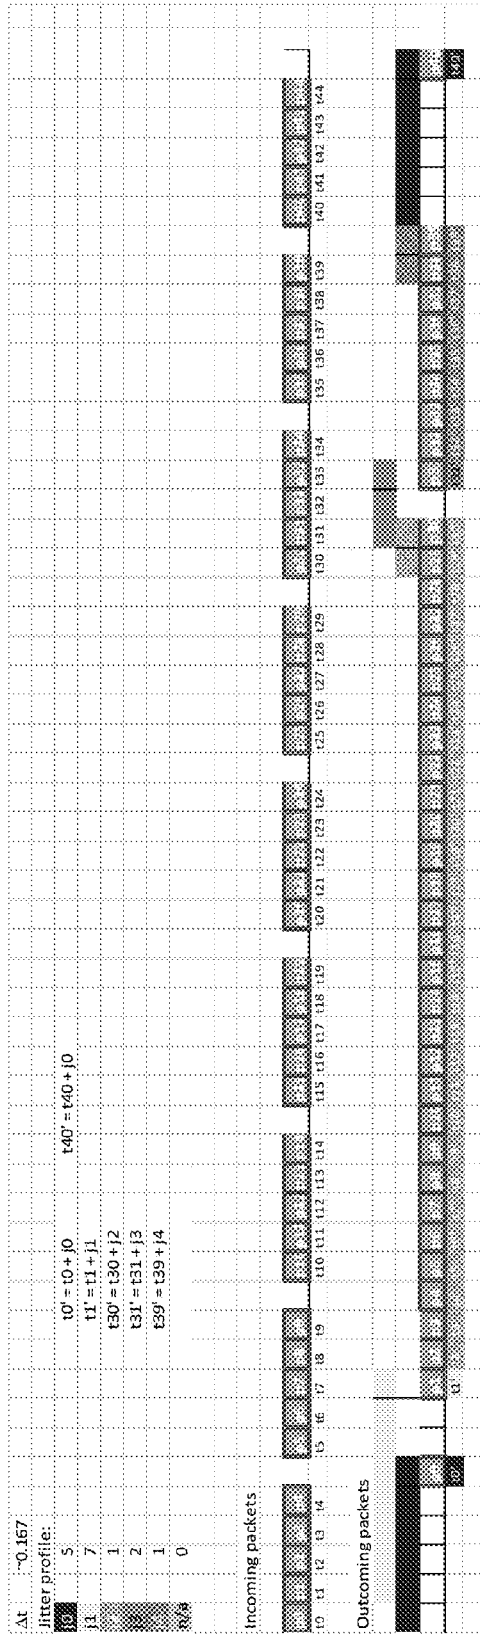 Δt ~0.167
Jitter profile:
j0 5 t0' = t0 + j0 t40' = t40 + j0
j1 7 t1' = t1 + j1
1 t30' = t30 + j2
j3 2 t31' = t31 + j3
1 t39' = t39 + j4
n/a 0
Incoming packets
t0 t1 t2 t3 t4 t5 t6 t7 t8 t9 t10 t11 t12 t13 t14 t15 t16 t17 t18 t19 t20 t21 t22 t23 t24 t25 t26 t27 t28 t29 t30 t31 t32 t33 t34 t35 t36 t37 t38 t39 t40 t41 t42 t43 t44
Outcoming packets
t1'